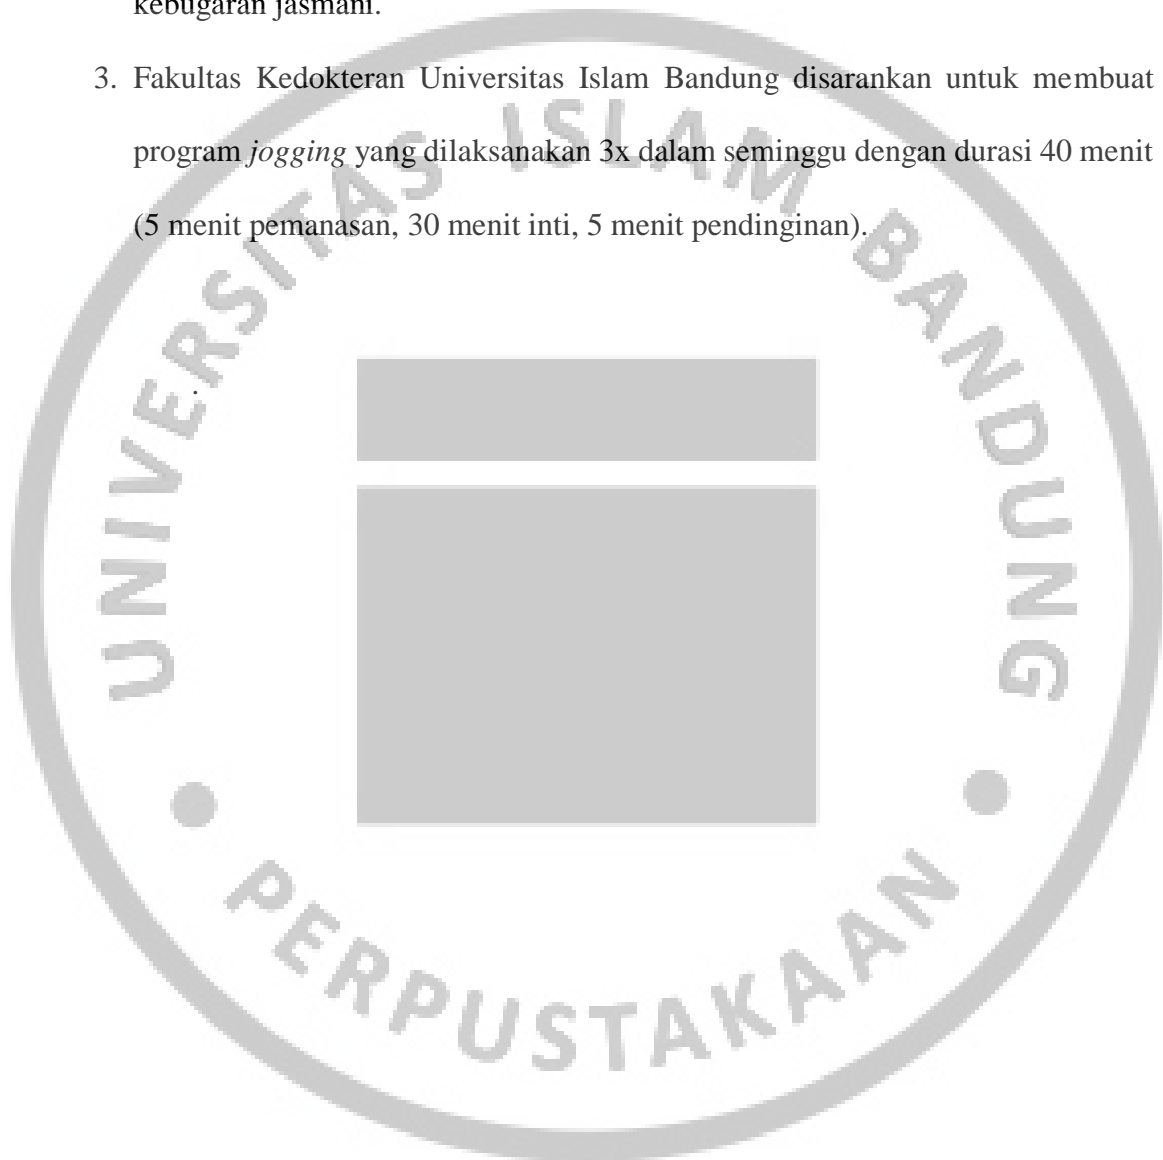 kebugaran jasmani.
3. Fakultas Kedokteran Universitas Islam Bandung disarankan untuk membuat
program jogging yang dilaksanakan 3x dalam seminggu dengan durasi 40 menit
(5 menit pemanasan, 30 menit inti, 5 menit pendinginan).
.
UNIVERSITAS ISLAM BANDUNG
PERPUSTAKAAN